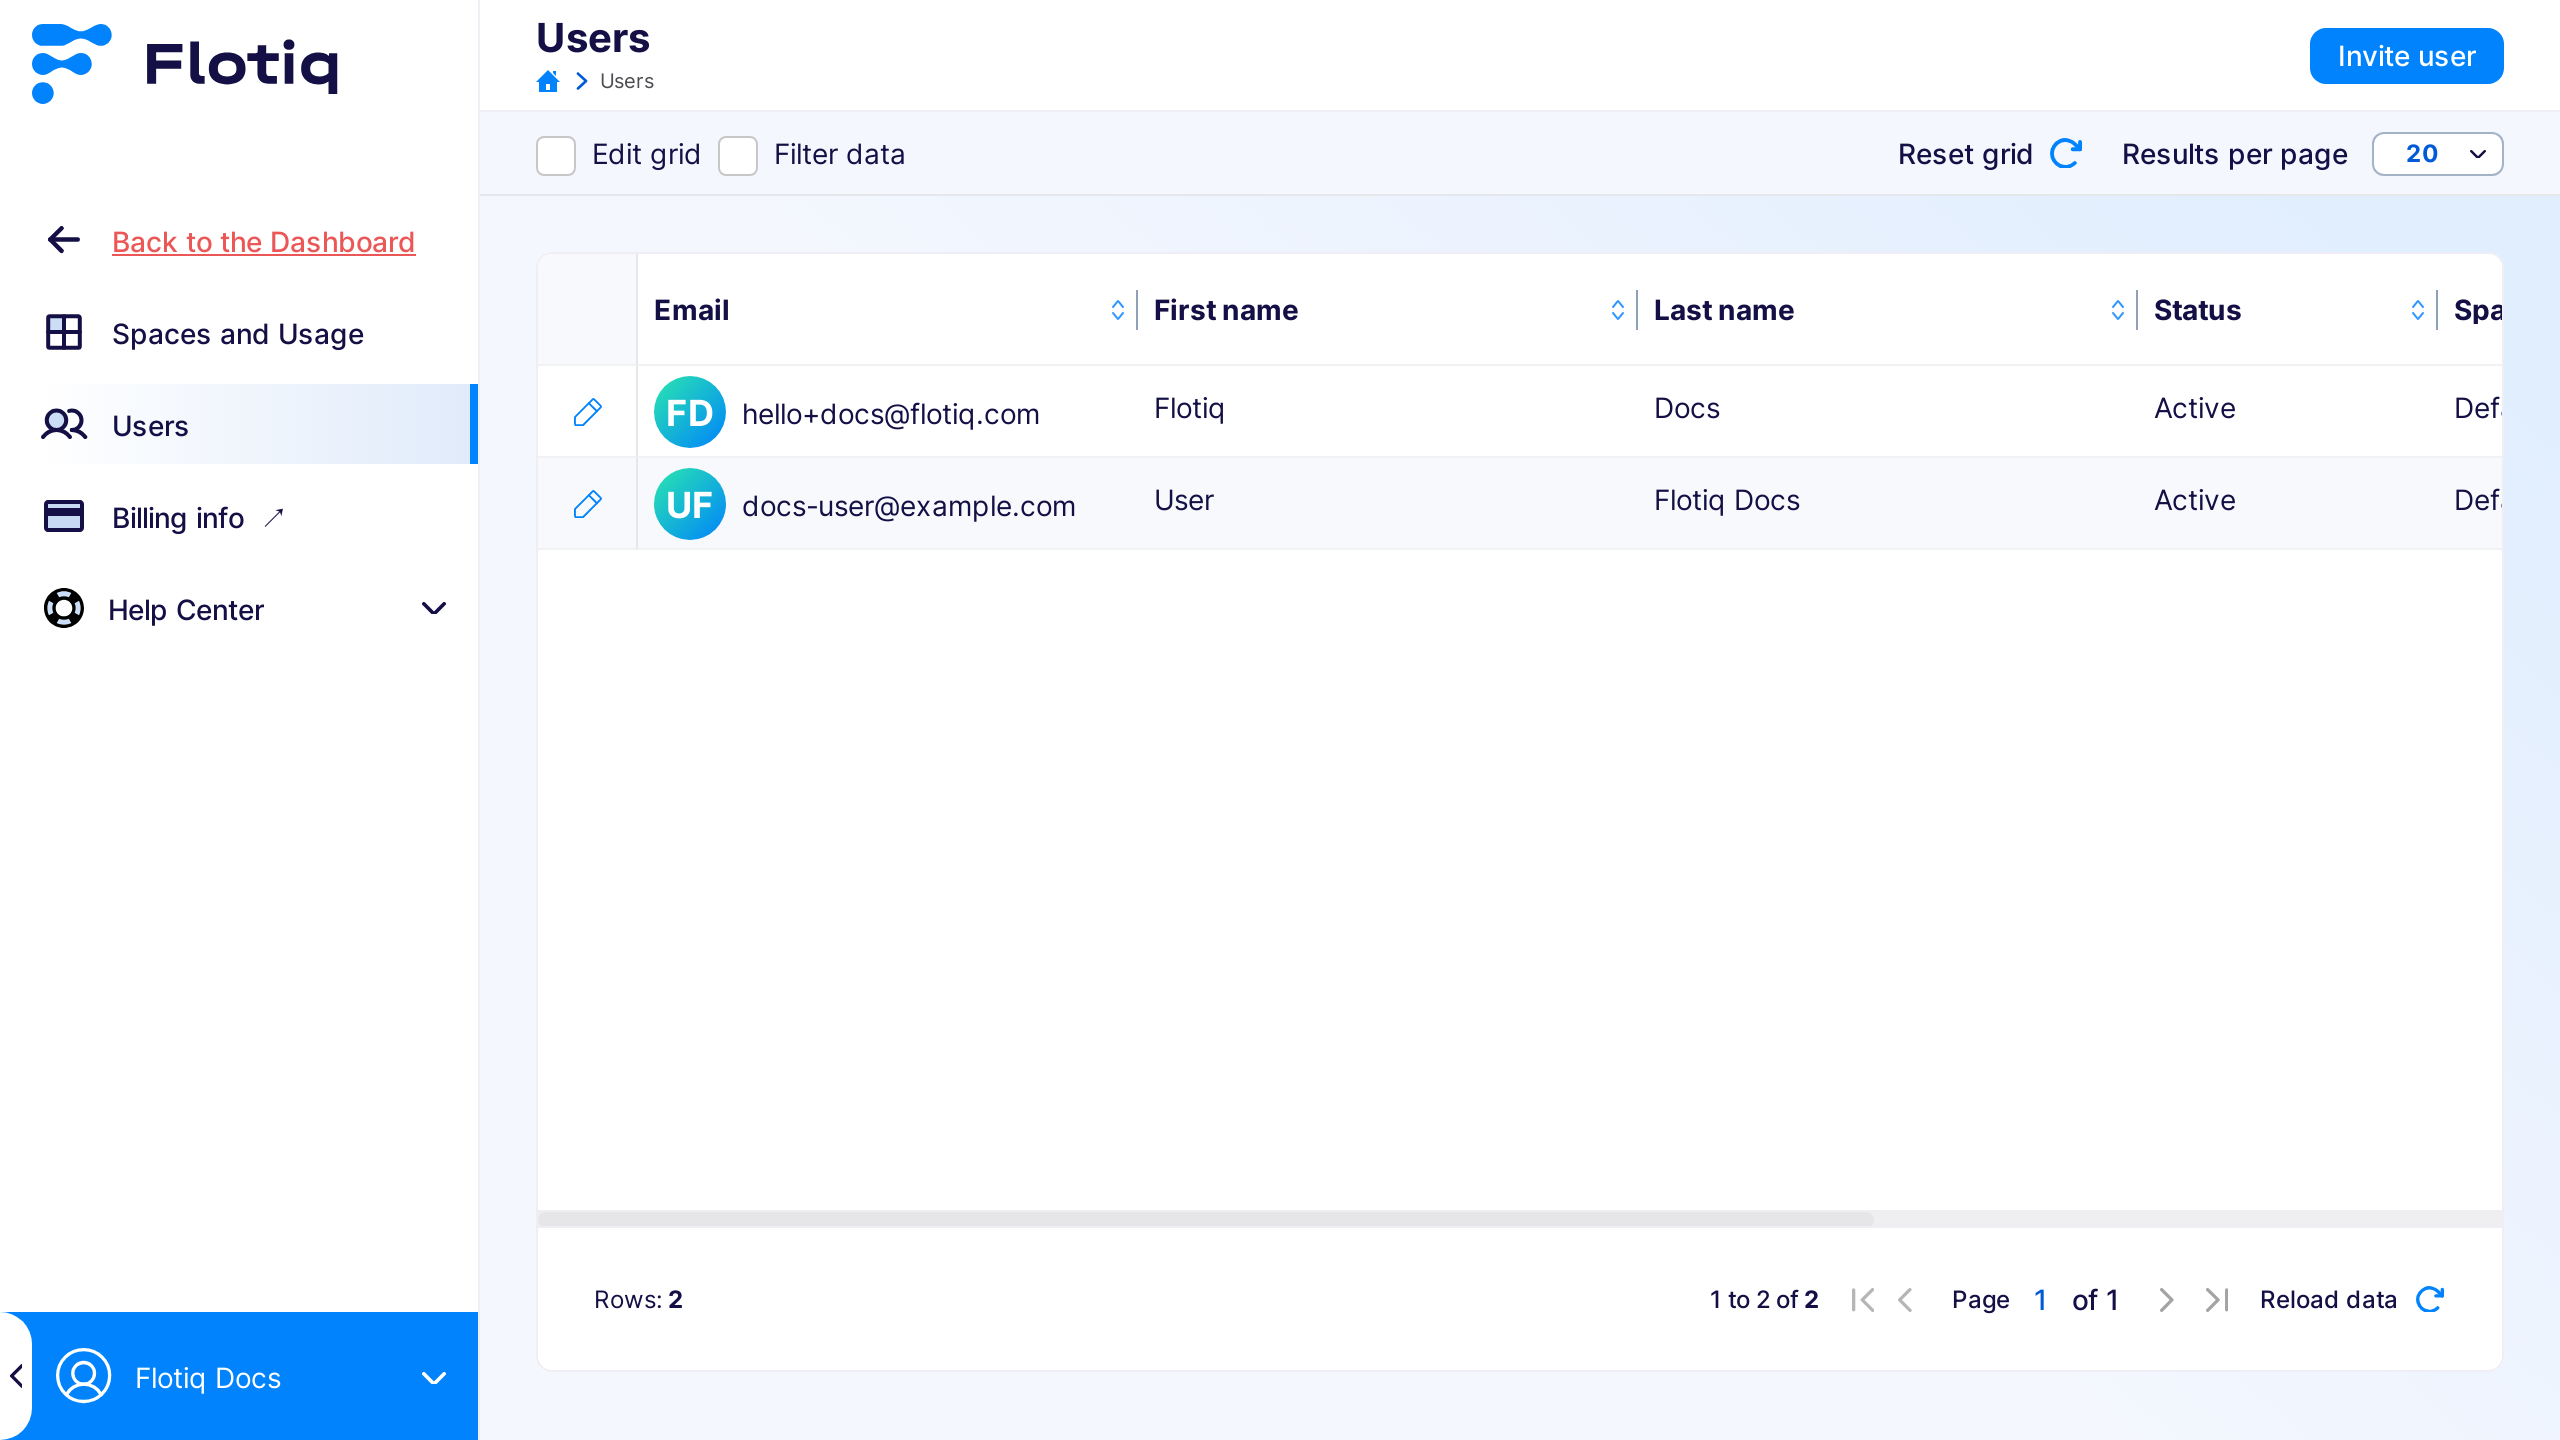 Flotiq
Back to the Dashboard
Spaces and Usage
Users
Billing info
Help Center
Flotiq Docs
Users
Users
Invite user
Edit grid
Filter data
Reset grid
Results per page
20
Email First name Last name Status Spa
FD hello+docs@flotiq.com Flotiq Docs Active Def
UF docs-user@example.com User Flotiq Docs Active Def
Rows: 2
1 to 2 of 2
Page 1 of 1
Reload data